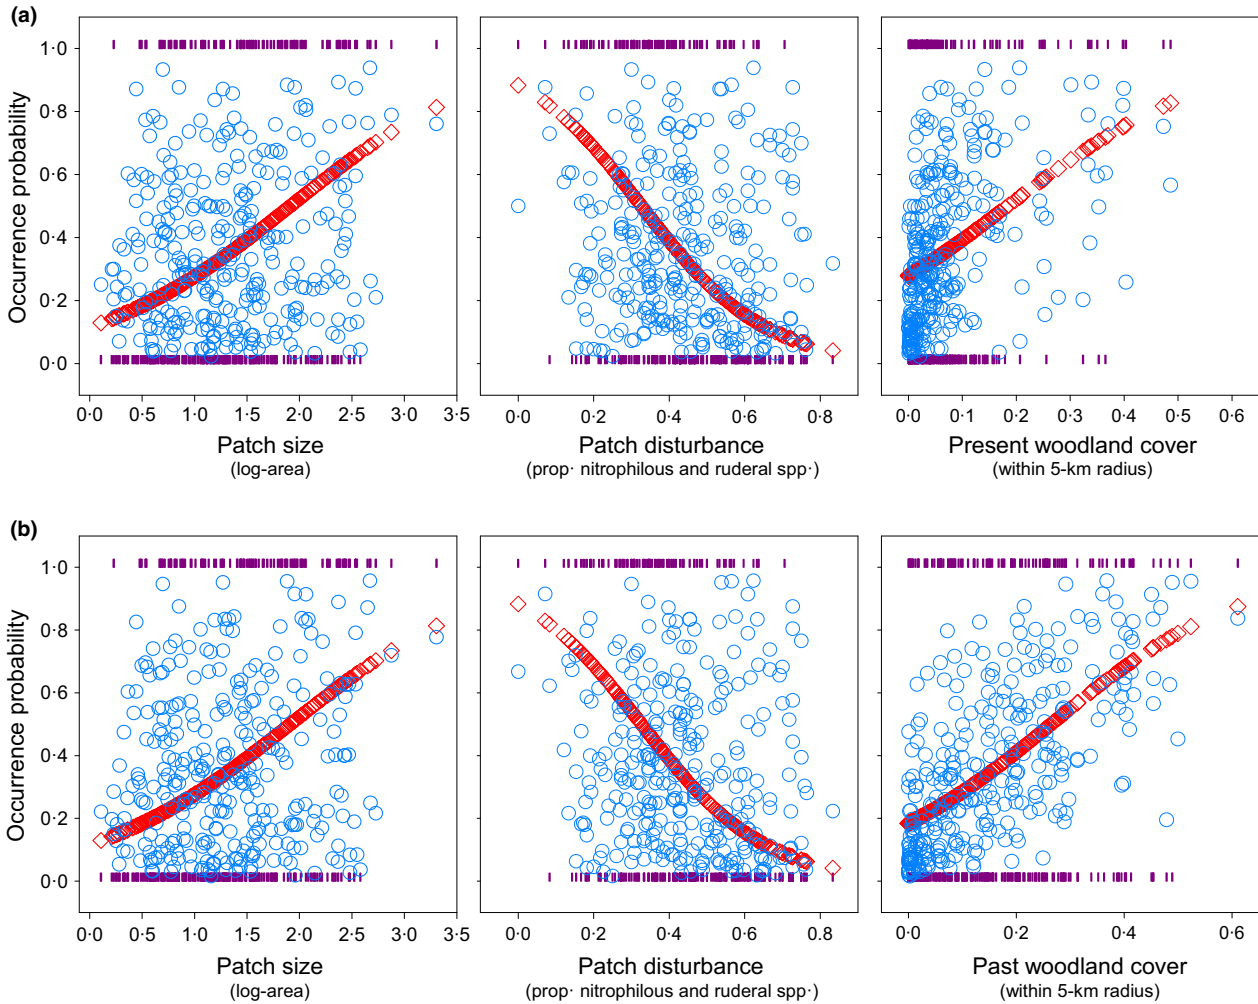 (a)
Occurrence probability
1·0
0·8
0·6
0·4
0·2
0·0
0·0 0·5 1·0 1·5 2·0 2·5 3·0 3·5
Patch size
(log-area)
0·0 0·2 0·4 0·6 0·8
Patch disturbance
(prop· nitrophilous and ruderal spp·)
0·0 0·1 0·2 0·3 0·4 0·5 0·6
Present woodland cover
(within 5-km radius)
(b)
Occurrence probability
1·0
0·8
0·6
0·4
0·2
0·0
0·0 0·5 1·0 1·5 2·0 2·5 3·0 3·5
Patch size
(log-area)
0·0 0·2 0·4 0·6 0·8
Patch disturbance
(prop· nitrophilous and ruderal spp·)
0·0 0·2 0·4 0·6
Past woodland cover
(within 5-km radius)